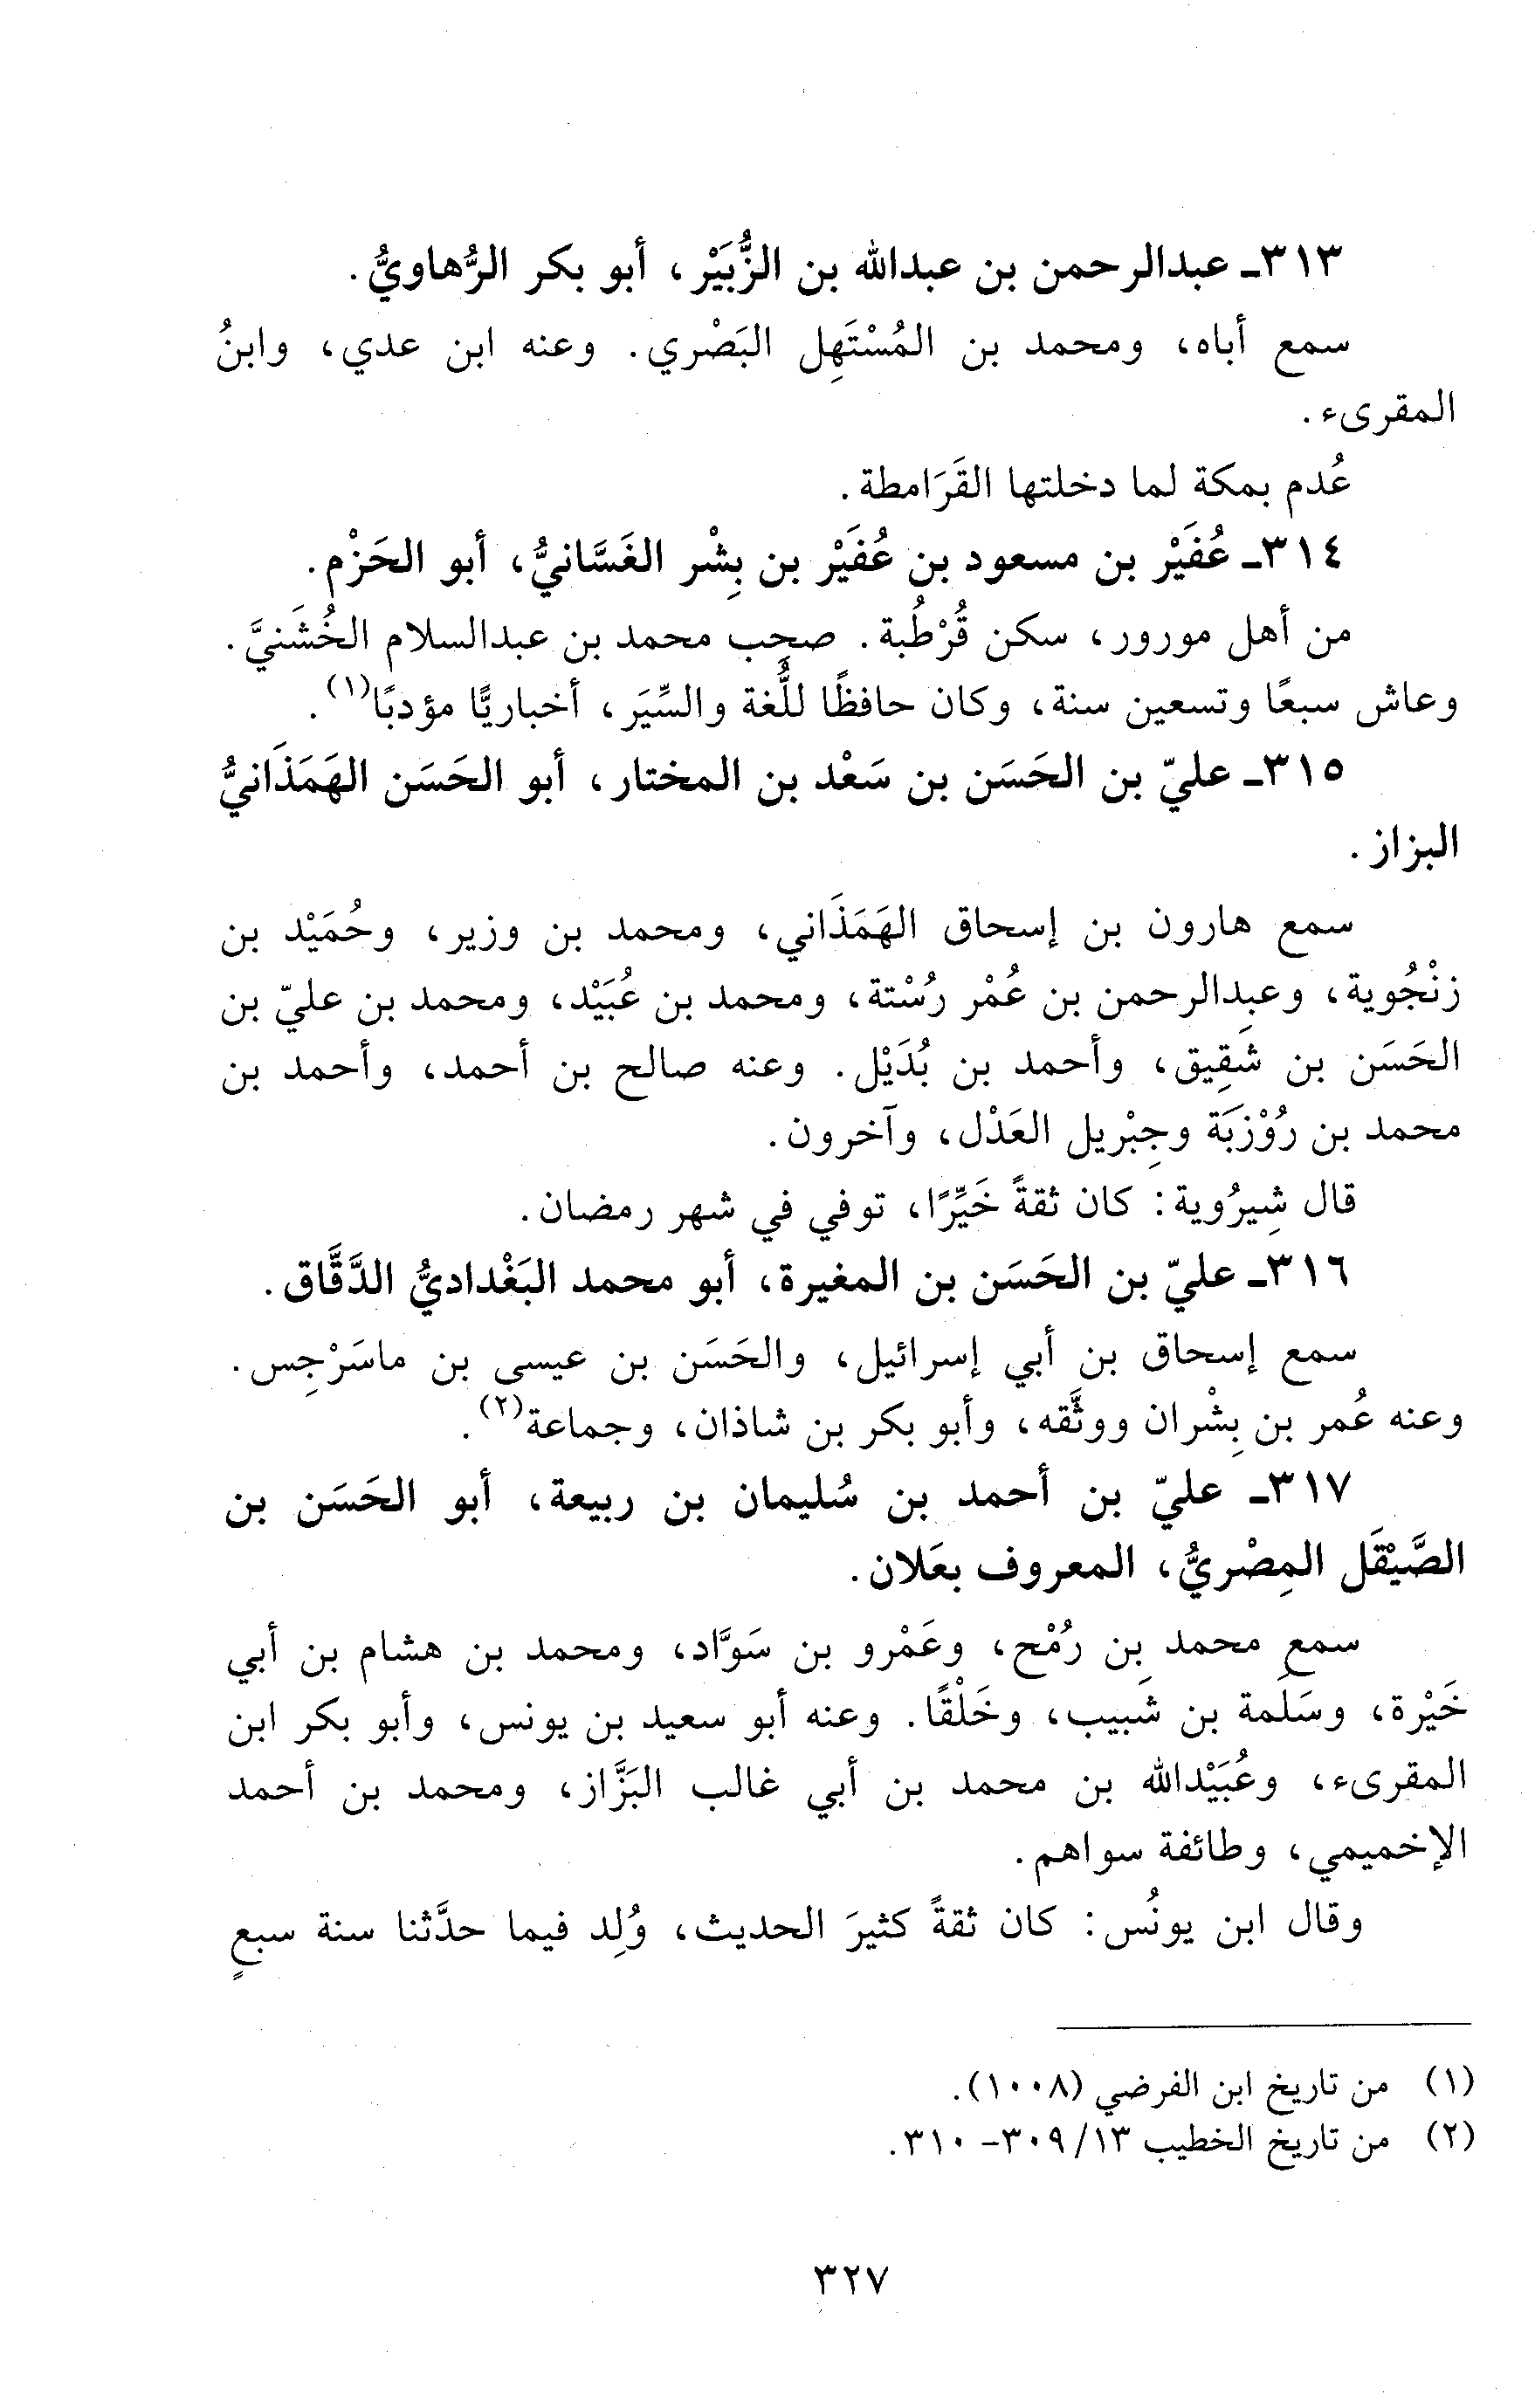 ٣١٣ـ عبدالرحمن بن عبدالله بن الزُّبَيْر، أبو بكر الرُّهاويُّ.
سمع أباه، ومحمد بن المُسْتَهِل البَصْري. وعنه ابن عدي، وابنُ
المقرىء.
عُدم بمكة لما دخلتها القَرَامطة.
٣١٤ـ عُفَيْر بن مسعود بن عُفَيْر بن بِشْر الغَسَّانيُّ، أبو الحَزْم.
من أهل مورور، سكن قُرْطُبة. صحِب محمد بن عبدالسلام الخُشَنيَّ.
وعاش سبعًا وتسعين سنة، وكان حافظًا للُّغة والسِّيَر، أخباريًّا مؤدبًا(١).
٣١٥ـ عليّ بن الحَسَن بن سَعْد بن المختار، أبو الحَسَن الهَمَذَانيُّ
البزاز.
سمع هارون بن إسحاق الهَمَذَاني، ومحمد بن وزير، وحُمَيْد بن
زنْجُوية، وعبدالرحمن بن عُمْر رُسْتة، ومحمد بن عُبَيْد، ومحمد بن عليّ بن
الحَسَن بن شَقِيق، وأحمد بن بُدَيْل. وعنه صالح بن أحمد، وأحمد بن
محمد بن رُوْزبَة وجِبْريل العَدْل، وآخرون.
قال شِيرُوية: كان ثقةً خَيِّرًا، توفي في شهر رمضان.
٣١٦ـ عليّ بن الحَسَن بن المغيرة، أبو محمد البَغْداديُّ الدَّقَّاق.
سمع إسحاق بن أبي إسرائيل، والحَسَن بن عيسى بن ماسَرْجِس.
وعنه عُمر بن بِشْران ووثَّقه، وأبو بكر بن شاذان، وجماعة(٢).
٣١٧ـ عليّ بن أحمد بن سُليمان بن ربيعة، أبو الحَسَن بن
الصَّيْقَل المِصْريُّ، المعروف بعَلان.
سمع محمد بن رُمْح، وعَمْرو بن سَوَّاد، ومحمد بن هشام بن أبي
خَيْرة، وسَلَمة بن شَبيب، وخَلْقًا. وعنه أبو سعيد بن يونس، وأبو بكر ابن
المقرىء، وعُبَيْدالله بن محمد بن أبي غالب البَزَّاز، ومحمد بن أحمد
الإخميمي، وطائفة سواهم.
وقال ابن يونُس: كان ثقةً كثيرَ الحديث، وُلِد فيما حدَّثنا سنة سبعٍ
(١) من تاريخ ابن الفرضي (١٠٠٨).
(٢) من تاريخ الخطيب ١٣/ ٣٠٩- ٣١٠.
٣٢٧